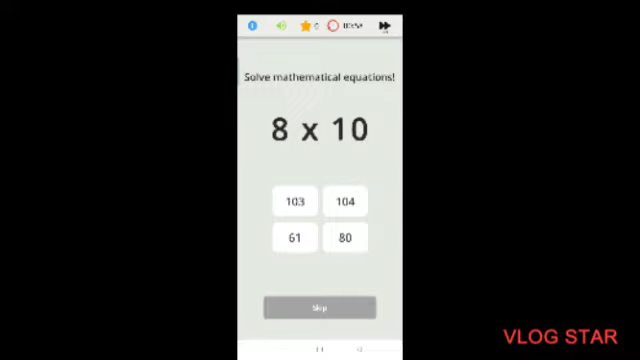 Solve mathematical equations!
8 x 10
103 104
61 80
Skip
VLOG STAR